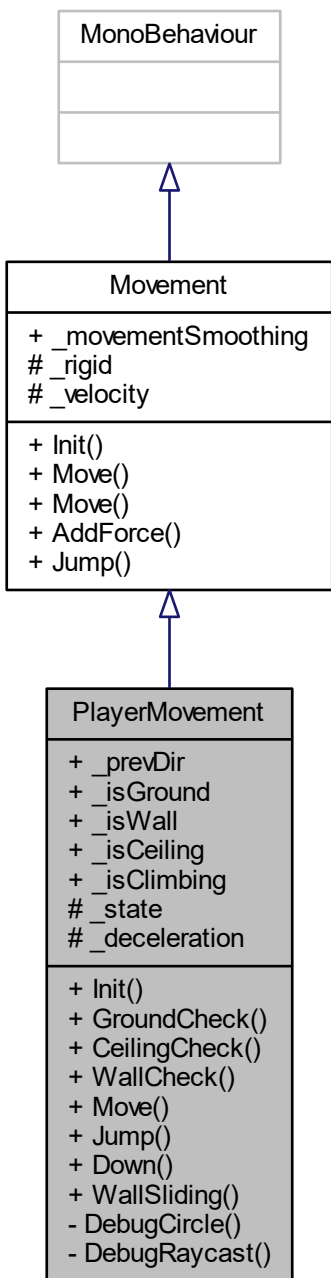 MonoBehaviour
Movement
+ _movementSmoothing
# _rigid
# _velocity
+ Init()
+ Move()
+ Move()
+ AddForce()
+ Jump()
PlayerMovement
+ _prevDir
+ _isGround
+ _isWall
+ _isCeiling
+ _isClimbing
# _state
# _deceleration
+ Init()
+ GroundCheck()
+ CeilingCheck()
+ WallCheck()
+ Move()
+ Jump()
+ Down()
+ WallSliding()
- DebugCircle()
- DebugRaycast()